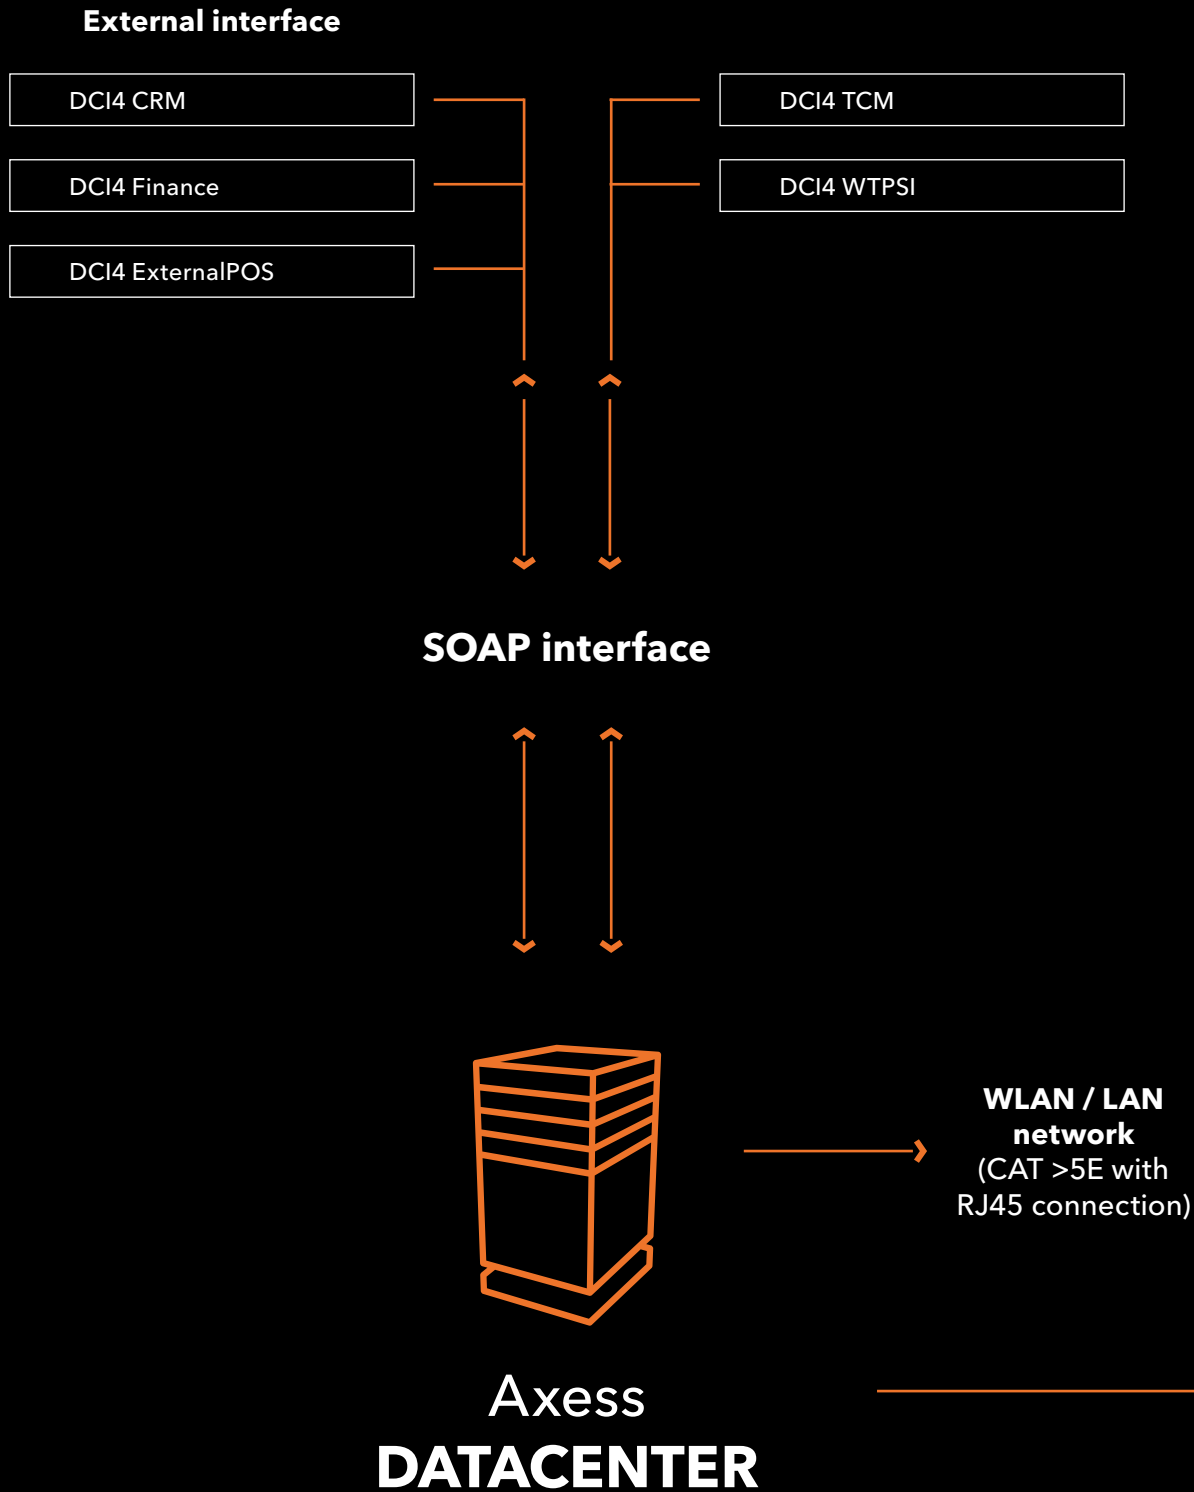 External interface
DCI4 CRM
DCI4 TCM
DCI4 Finance
DCI4 WTPSI
DCI4 ExternalPOS
SOAP interface
WLAN / LAN
network
(CAT >5E with
RJ45 connection)
Axess
DATACENTER